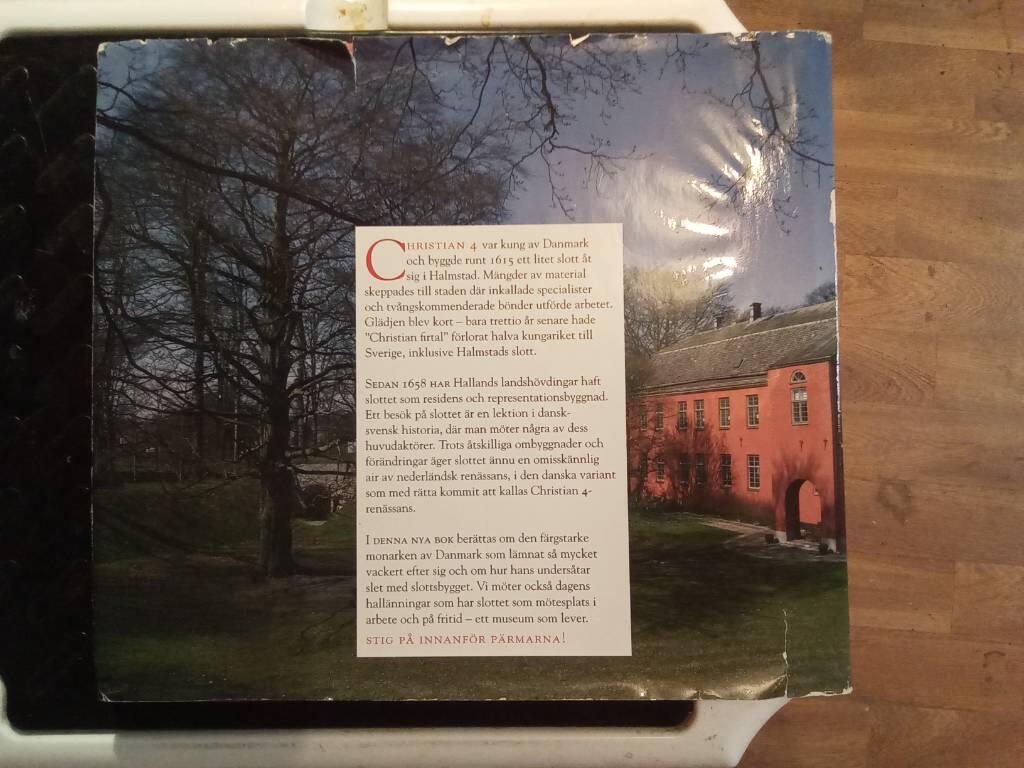 CHRISTIAN 4 var kung av Danmark
och byggde runt 1615 ett litet slott åt
sig i Halmstad. Mängder av material
skeppades till staden där inkallade specialister
och tvångskommenderade bönder utförde arbetet.
Glädjen blev kort – bara trettio år senare hade
"Christian firtal" förlorat halva kungariket till
Sverige, inklusive Halmstads slott.
SEDAN 1658 HAR Hallands landshövdingar haft
slottet som residens och representationsbyggnad.
Ett besök på slottet är en lektion i dansk-
svensk historia, där man möter några av dess
huvudaktörer. Trots åtskilliga ombyggnader och
förändringar äger slottet ännu en omisskännlig
air av nederländsk renässans, i den danska variant
som med rätta kommit att kallas Christian 4-
renässans.
I DENNA NYA BOK berättas om den färgstarke
monarken av Danmark som lämnat så mycket
vackert efter sig och om hur hans undersåtar
slet med slottsbygget. Vi möter också dagens
hallänningar som har slottet som mötesplats i
arbete och på fritid – ett museum som lever.
STIG PÅ INNANFÖR PÄRMARNA!